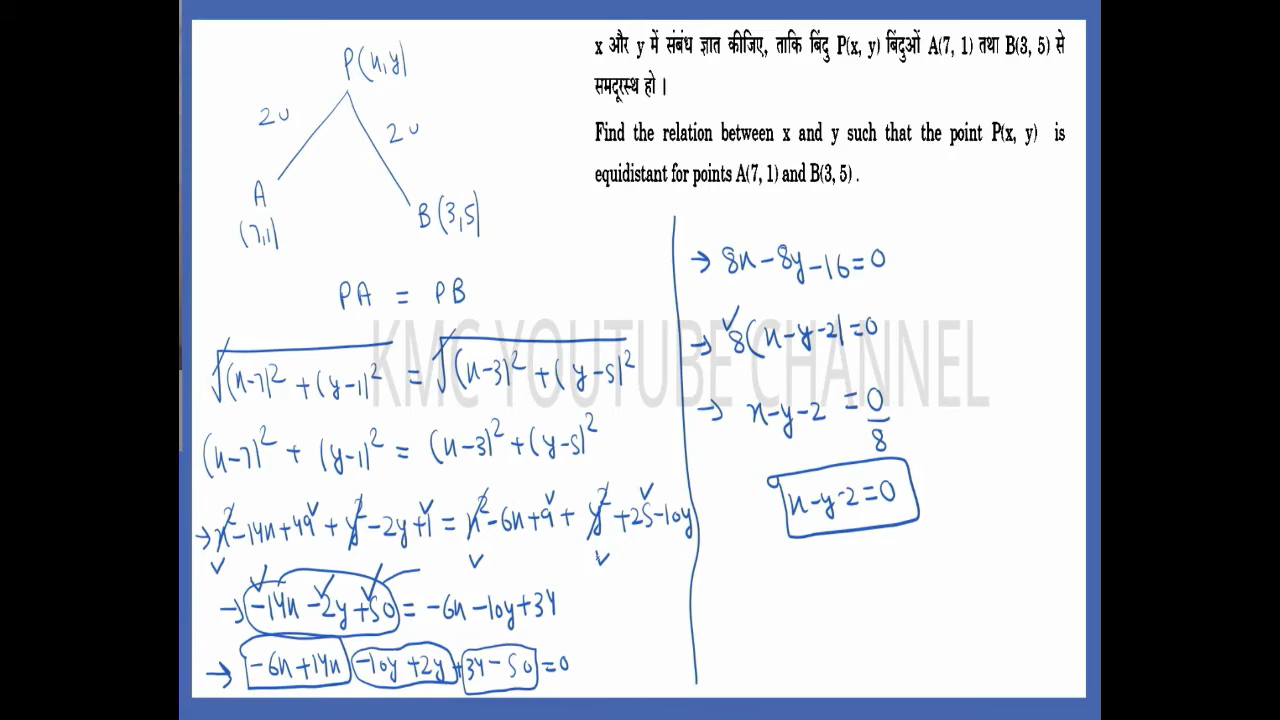 x और y में संबंध ज्ञात कीजिए, ताकि बिंदु P(x, y) बिंदुओं A(7, 1) तथा B(3, 5) से
समदूरस्थ हो ।
Find the relation between x and y such that the point P(x, y) is
equidistant for points A(7, 1) and B(3, 5) .
P(x,y)
20
20
A
(7,1)
B(3,5)
PA = PB
√(x-7)² + (y-1)² = √(x-3)² + (y-5)²
(x-7)² + (y-1)² = (x-3)² + (y-5)²
→ x² - 14x + 49 + y² - 2y + 1 = x² - 6x + 9 + y² + 25 - 10y
→ -14x - 2y + 50 = -6x - 10y + 34
→ -6x + 14x -10y + 2y + 34 - 50 = 0
→ 8x - 8y - 16 = 0
→ 8(x - y - 2) = 0
→ x - y - 2 = 0/8
x - y - 2 = 0
KMC YOUTUBE CHANNEL